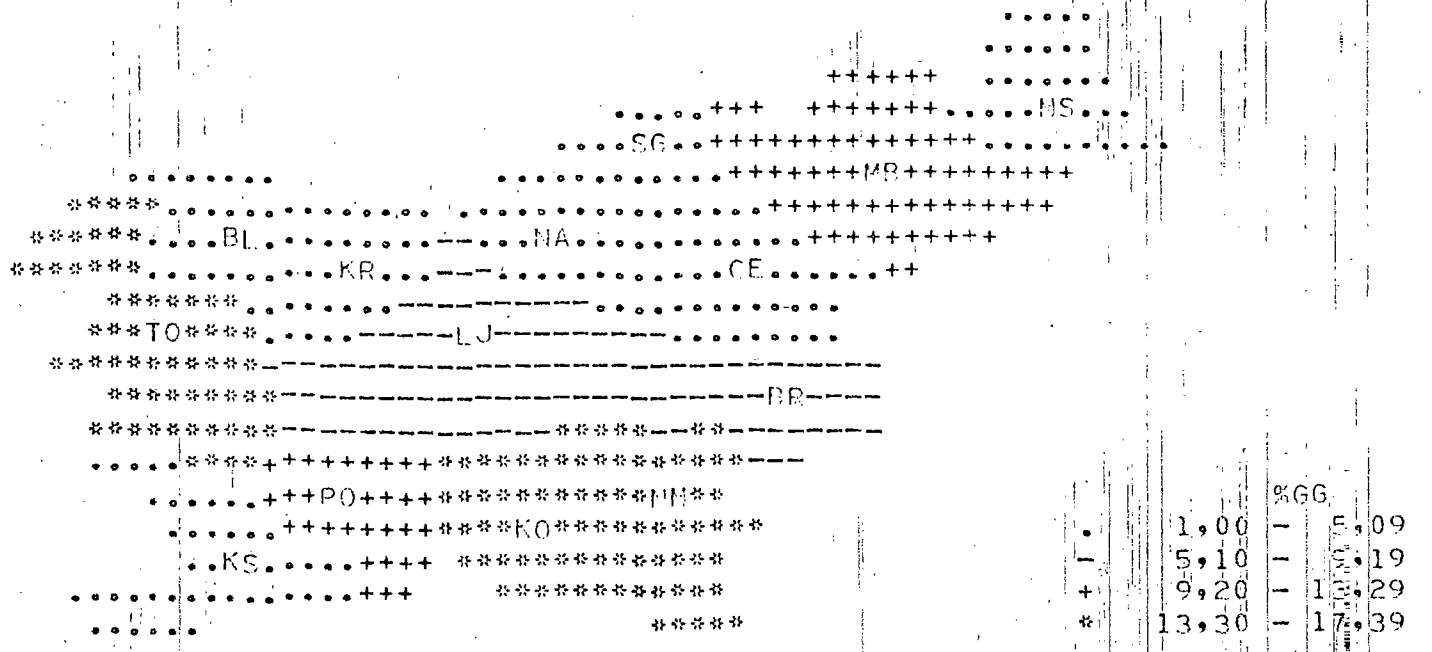 MS
SG
MB
BL NA
KR CE
TO LJ
BR
PO NM %GG
KO . 1,00 - 5,09
KS - 5,10 - 9,19
+ 9,20 - 13,29
* 13,30 - 17,39